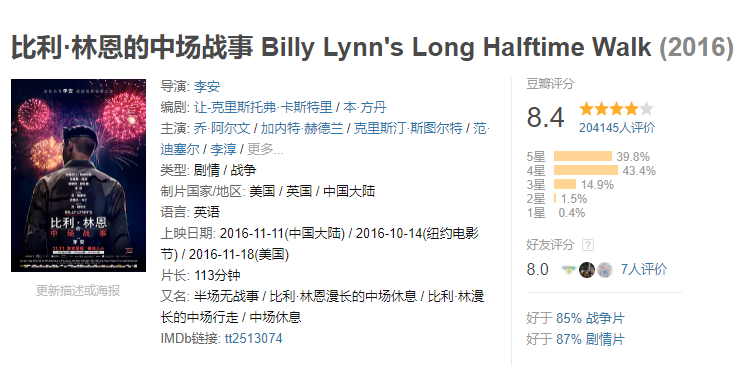 比利·林恩的中场战事 Billy Lynn's Long Halftime Walk (2016)
导演: 李安
编剧: 让-克里斯托弗·卡斯特里 / 本·方丹
主演: 乔·阿尔文 / 加内特·赫德兰 / 克里斯汀·斯图尔特 / 范·
迪塞尔 / 李淳 / 更多...
类型: 剧情 / 战争
制片国家/地区: 美国 / 英国 / 中国大陆
语言: 英语
上映日期: 2016-11-11(中国大陆) / 2016-10-14(纽约电影
节) / 2016-11-18(美国)
片长: 113分钟
又名: 半场无战事 / 比利·林恩漫长的中场休息 / 比利·林漫
长的中场行走 / 中场休息
IMDb链接: tt2513074
BILLY LYNN'S
比利·林恩
的
中场战事
李安
11.11
更新描述或海报
豆瓣评分
8.4
204145人评价
5星 39.8%
4星 43.4%
3星 14.9%
2星 1.5%
1星 0.4%
好友评分 ?
8.0 7人评价
好于 85% 战争片
好于 87% 剧情片